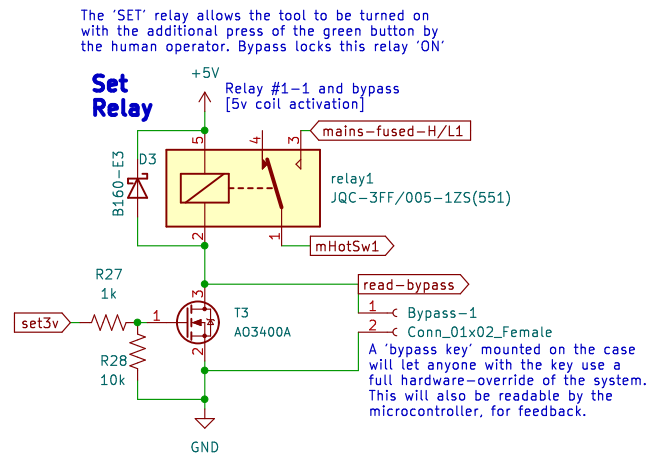 The 'SET' relay allows the tool to be turned on
with the additional press of the green button by
the human operator. Bypass locks this relay 'ON'
+5V
Set
Relay
Relay #1-1 and bypass
[5v coil activation]
5
4
3
mains-fused-H/L1
D3
B160-E3
relay1
JQC-3FF/005-1ZS(551)
2
1
mHotSw1
read-bypass
R27
1k
3
set3v
1
T3
AO3400A
1
Bypass-1
2
Conn_01x02_Female
2
R28
10k
A 'bypass key' mounted on the case
will let anyone with the key use a
full hardware-override of the system.
This will also be readable by the
microcontroller, for feedback.
GND